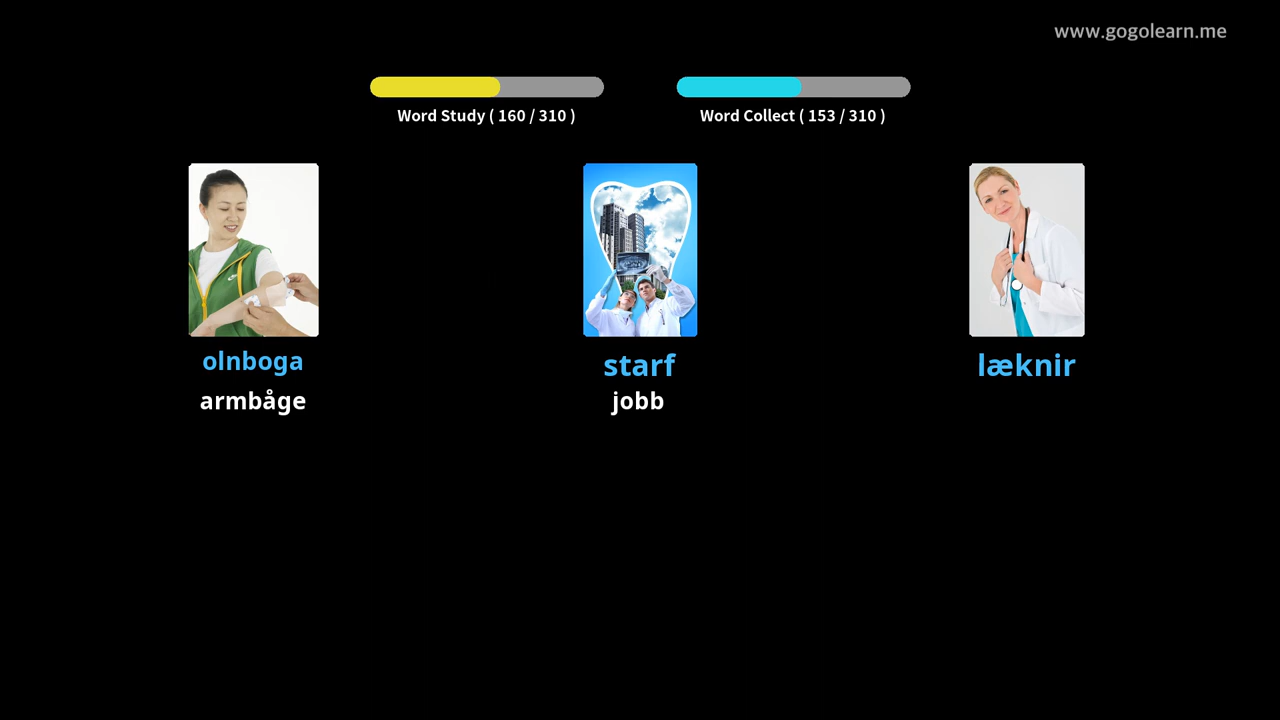 www.gogolearn.me
Word Study ( 160 / 310 )
Word Collect ( 153 / 310 )
olnboga
armbåge
starf
jobb
læknir